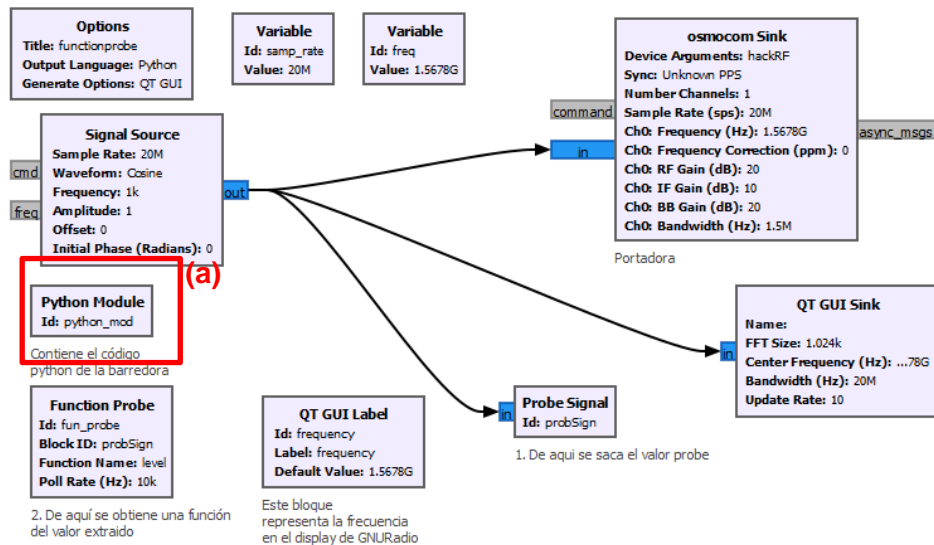 Options
Title: functionprobe
Output Language: Python
Generate Options: QT GUI
Variable
Id: samp_rate
Value: 20M
Variable
Id: freq
Value: 1.5678G
osmocom Sink
Device Arguments: hackRF
Sync: Unknown PPS
Number Channels: 1
Sample Rate (sps): 20M
Ch0: Frequency (Hz): 1.5678G
Ch0: Frequency Correction (ppm): 0
Ch0: RF Gain (dB): 20
Ch0: IF Gain (dB): 10
Ch0: BB Gain (dB): 20
Ch0: Bandwidth (Hz): 1.5M
command
in
async_msgs
Portadora
Signal Source
Sample Rate: 20M
Waveform: Cosine
Frequency: 1k
Amplitude: 1
Offset: 0
Initial Phase (Radians): 0
cmd
freq
out
(a)
Python Module
Id: python_mod
Contiene el código
python de la barredora
QT GUI Sink
Name:
FFT Size: 1.024k
Center Frequency (Hz): ...78G
Bandwidth (Hz): 20M
Update Rate: 10
in
Function Probe
Id: fun_probe
Block ID: probSign
Function Name: level
Poll Rate (Hz): 10k
2. De aquí se obtiene una función
del valor extraido
QT GUI Label
Id: frequency
Label: frequency
Default Value: 1.5678G
Este bloque
representa la frecuencia
en el display de GNURadio
in
Probe Signal
Id: probSign
1. De aqui se saca el valor probe